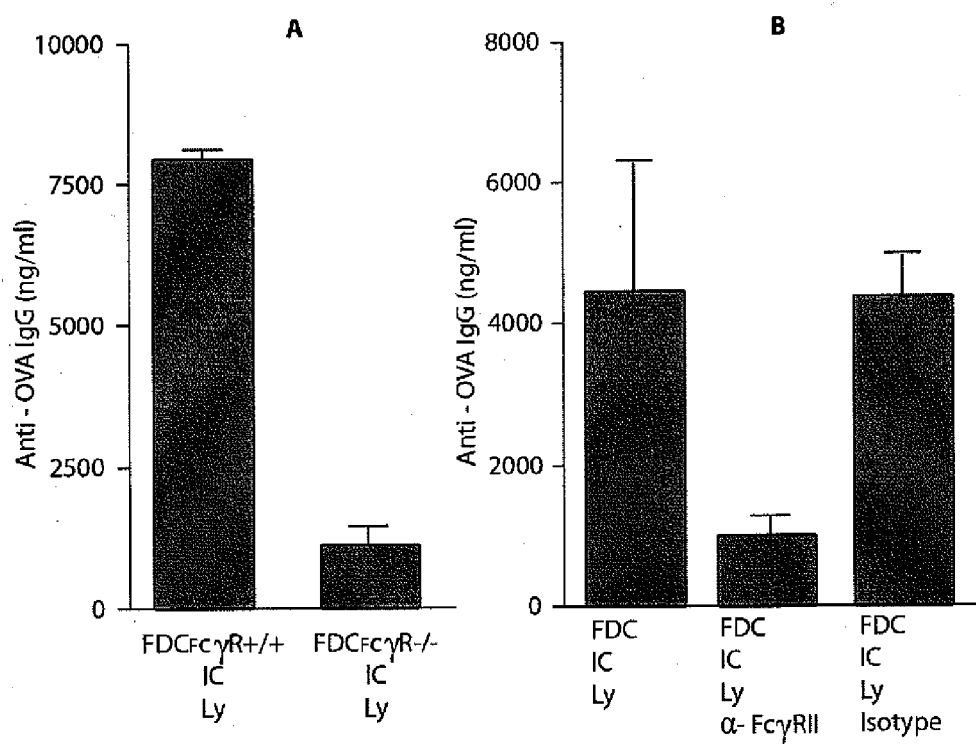 A
10000
7500
5000
2500
0
Anti - OVA IgG (ng/ml)
FDCFcγR+/+
IC
Ly
FDCFcγR-/-
IC
Ly
B
8000
6000
4000
2000
0
Anti - OVA IgG (ng/ml)
FDC
IC
Ly
FDC
IC
Ly
α- FcγRII
FDC
IC
Ly
Isotype